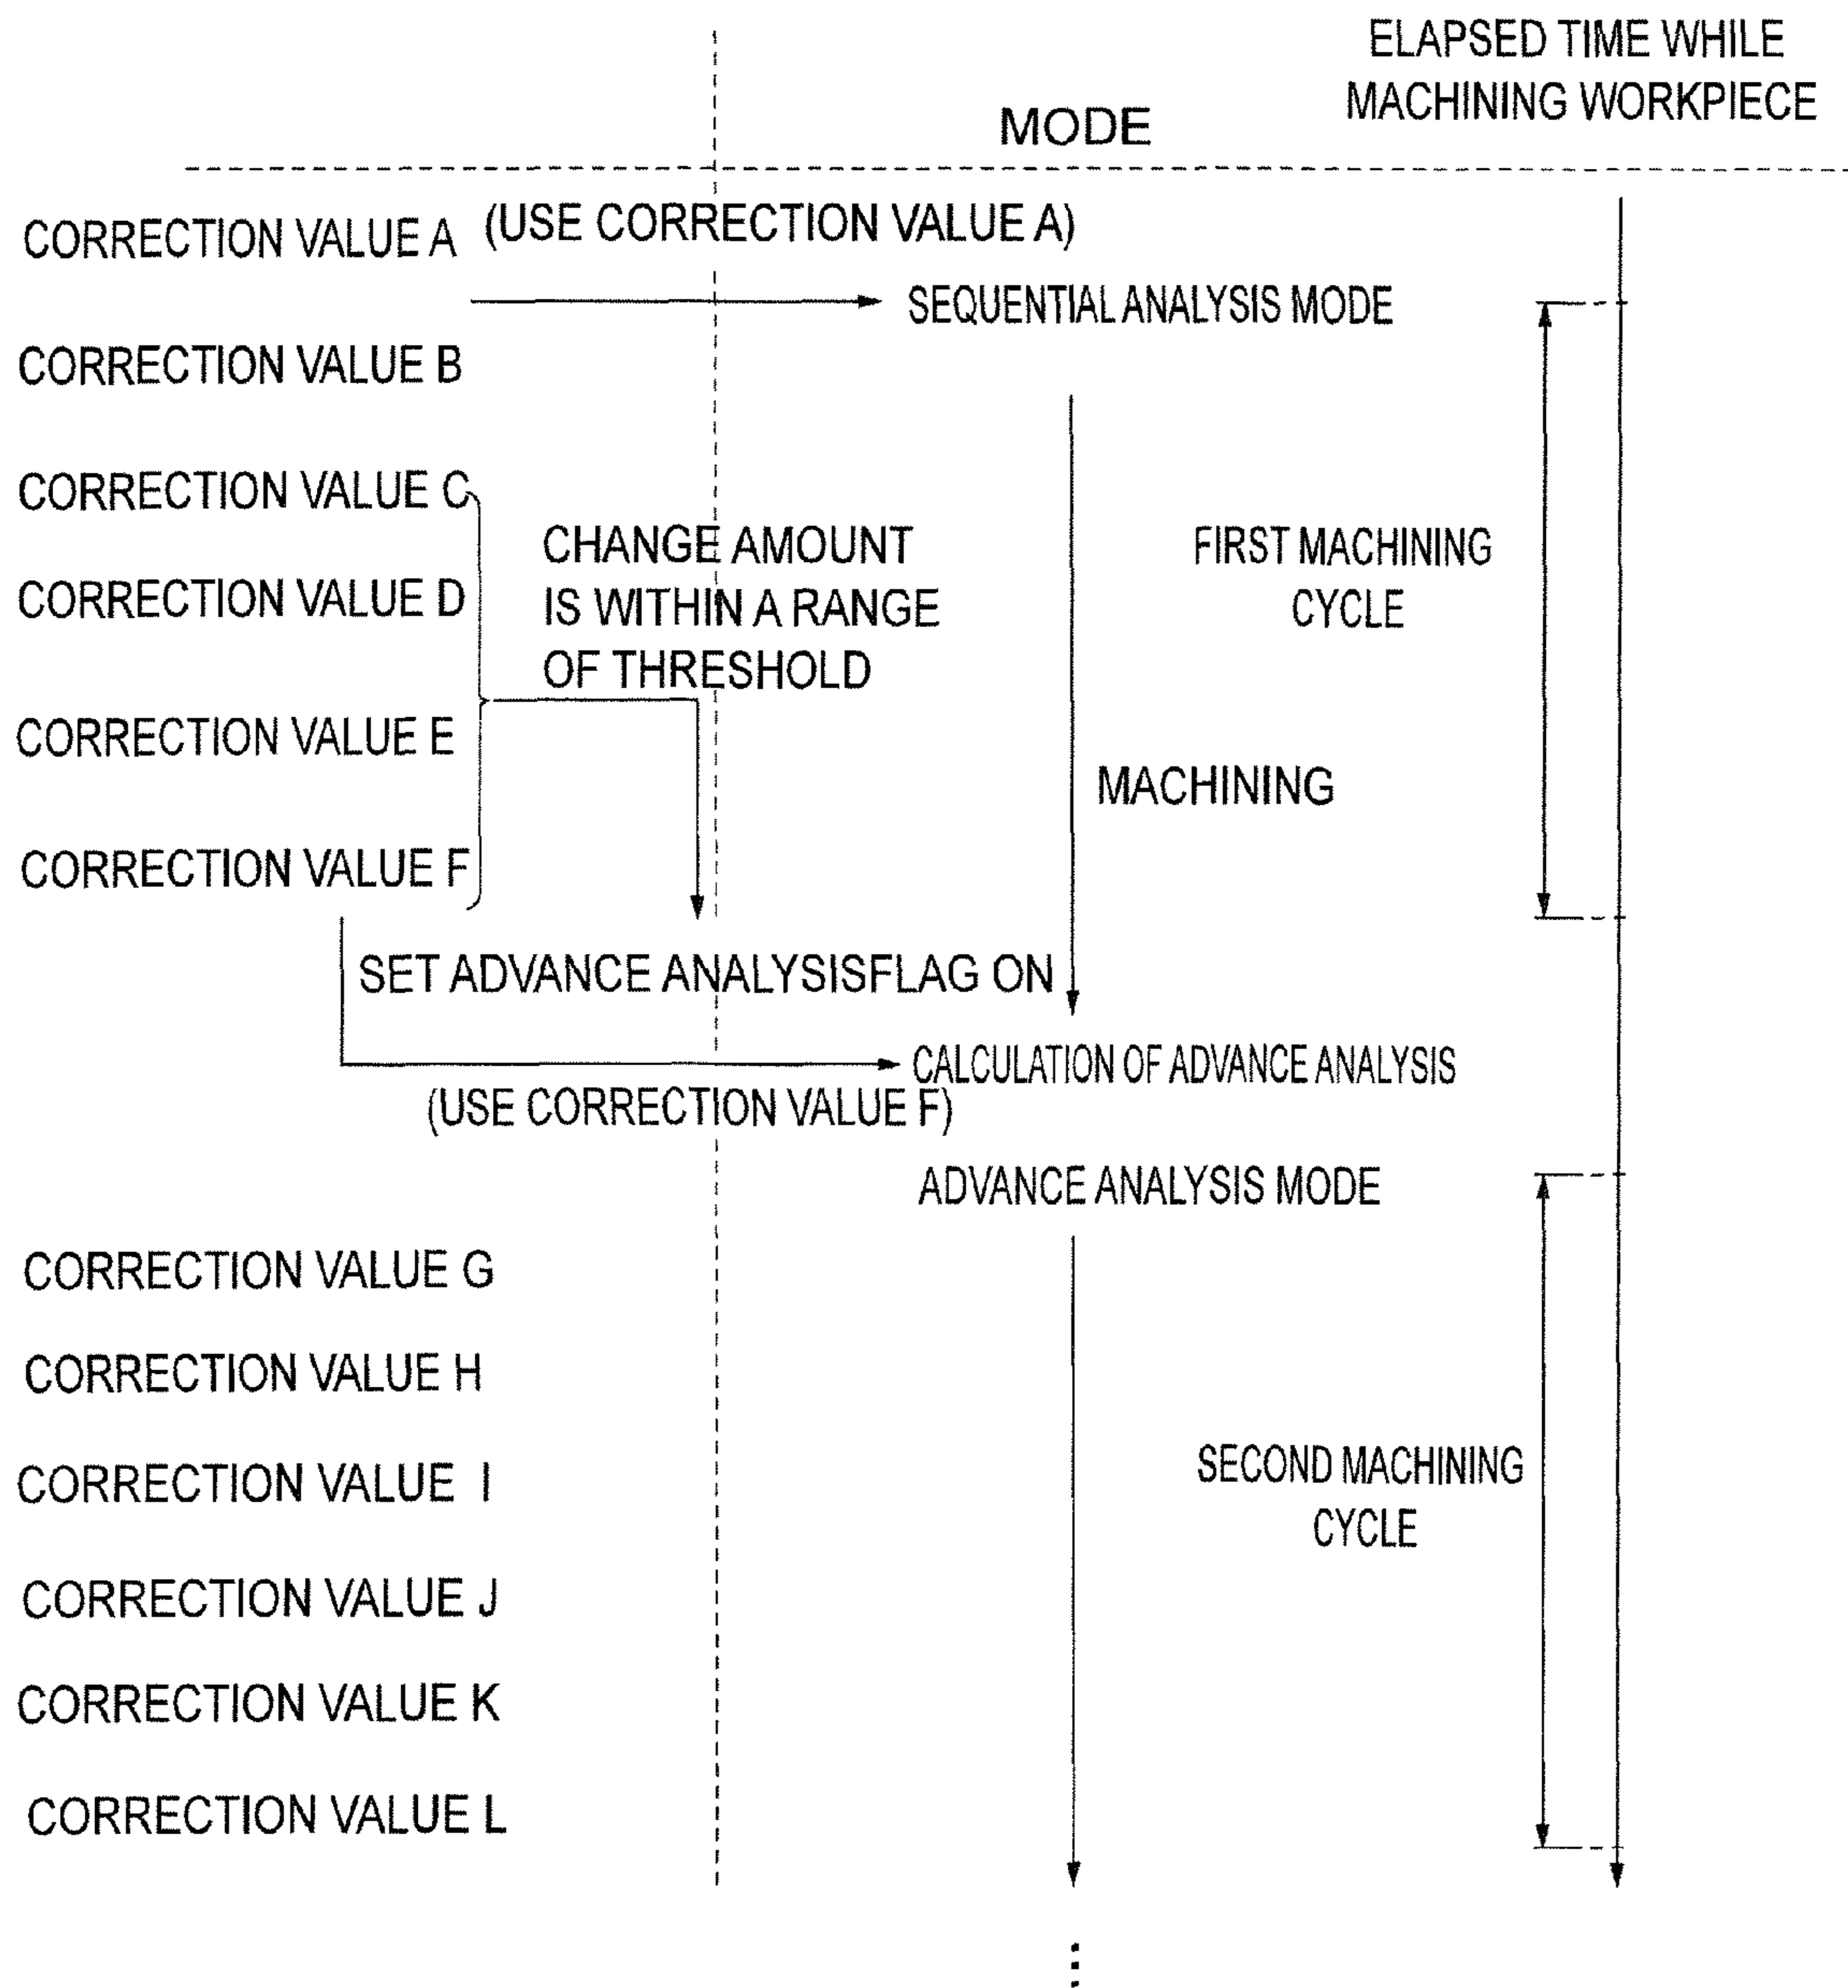 ELAPSED TIME WHILE
MACHINING WORKPIECE
MODE
CORRECTION VALUE A
(USE CORRECTION VALUE A)
SEQUENTIAL ANALYSIS MODE
CORRECTION VALUE B
CORRECTION VALUE C
CHANGE AMOUNT
IS WITHIN A RANGE
OF THRESHOLD
FIRST MACHINING
CYCLE
CORRECTION VALUE D
CORRECTION VALUE E
MACHINING
CORRECTION VALUE F
SET ADVANCE ANALYSISFLAG ON
CALCULATION OF ADVANCE ANALYSIS
(USE CORRECTION VALUE F)
ADVANCE ANALYSIS MODE
CORRECTION VALUE G
CORRECTION VALUE H
CORRECTION VALUE I
SECOND MACHINING
CYCLE
CORRECTION VALUE J
CORRECTION VALUE K
CORRECTION VALUE L